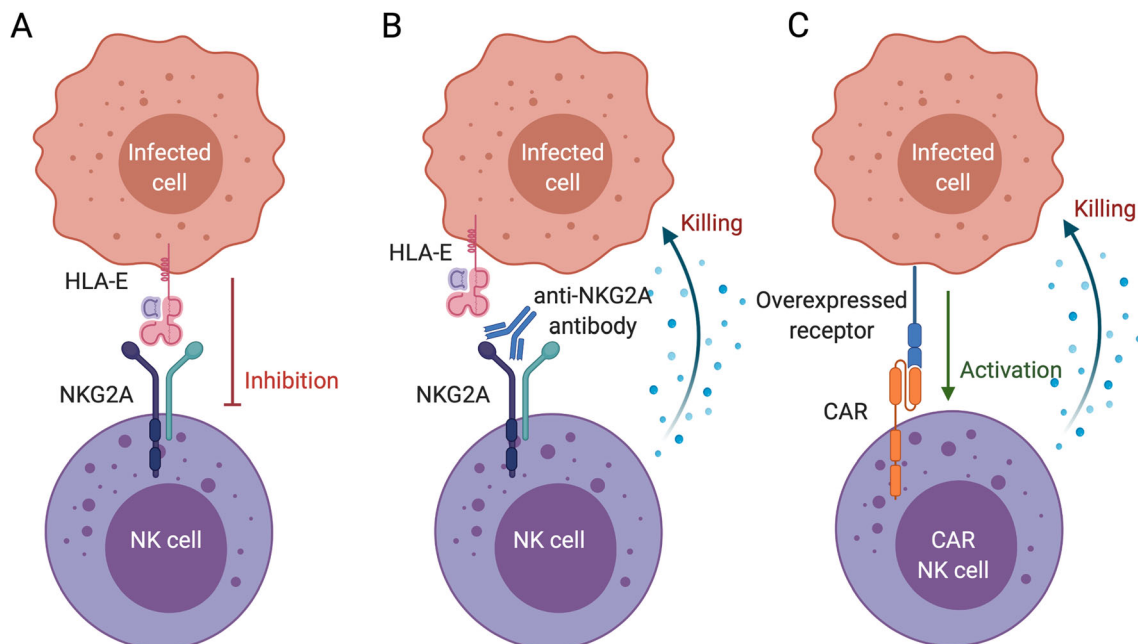 A
Infected
cell
HLA-E
NKG2A
Inhibition
NK cell
B
Infected
cell
Killing
HLA-E
anti-NKG2A
antibody
NKG2A
NK cell
C
Infected
cell
Killing
Overexpressed
receptor
Activation
CAR
CAR
NK cell